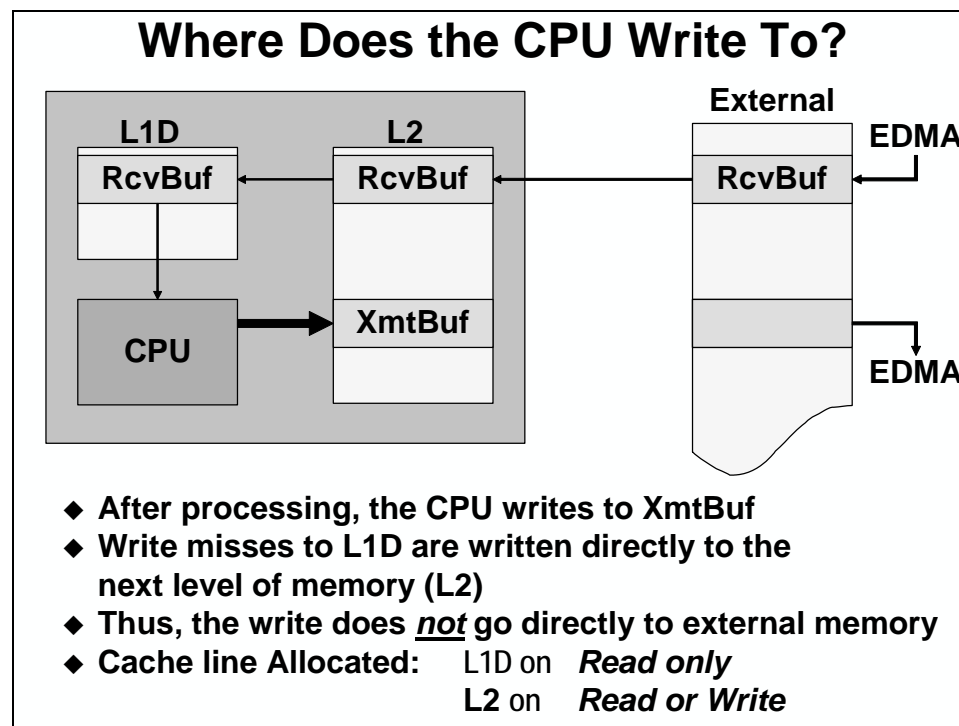 Where Does the CPU Write To?
External
L1D
L2
EDMA
RcvBuf
RcvBuf
RcvBuf
XmtBuf
CPU
EDMA
◆ After processing, the CPU writes to XmtBuf
◆ Write misses to L1D are written directly to the
next level of memory (L2)
◆ Thus, the write does not go directly to external memory
◆ Cache line Allocated: L1D on Read only
L2 on Read or Write